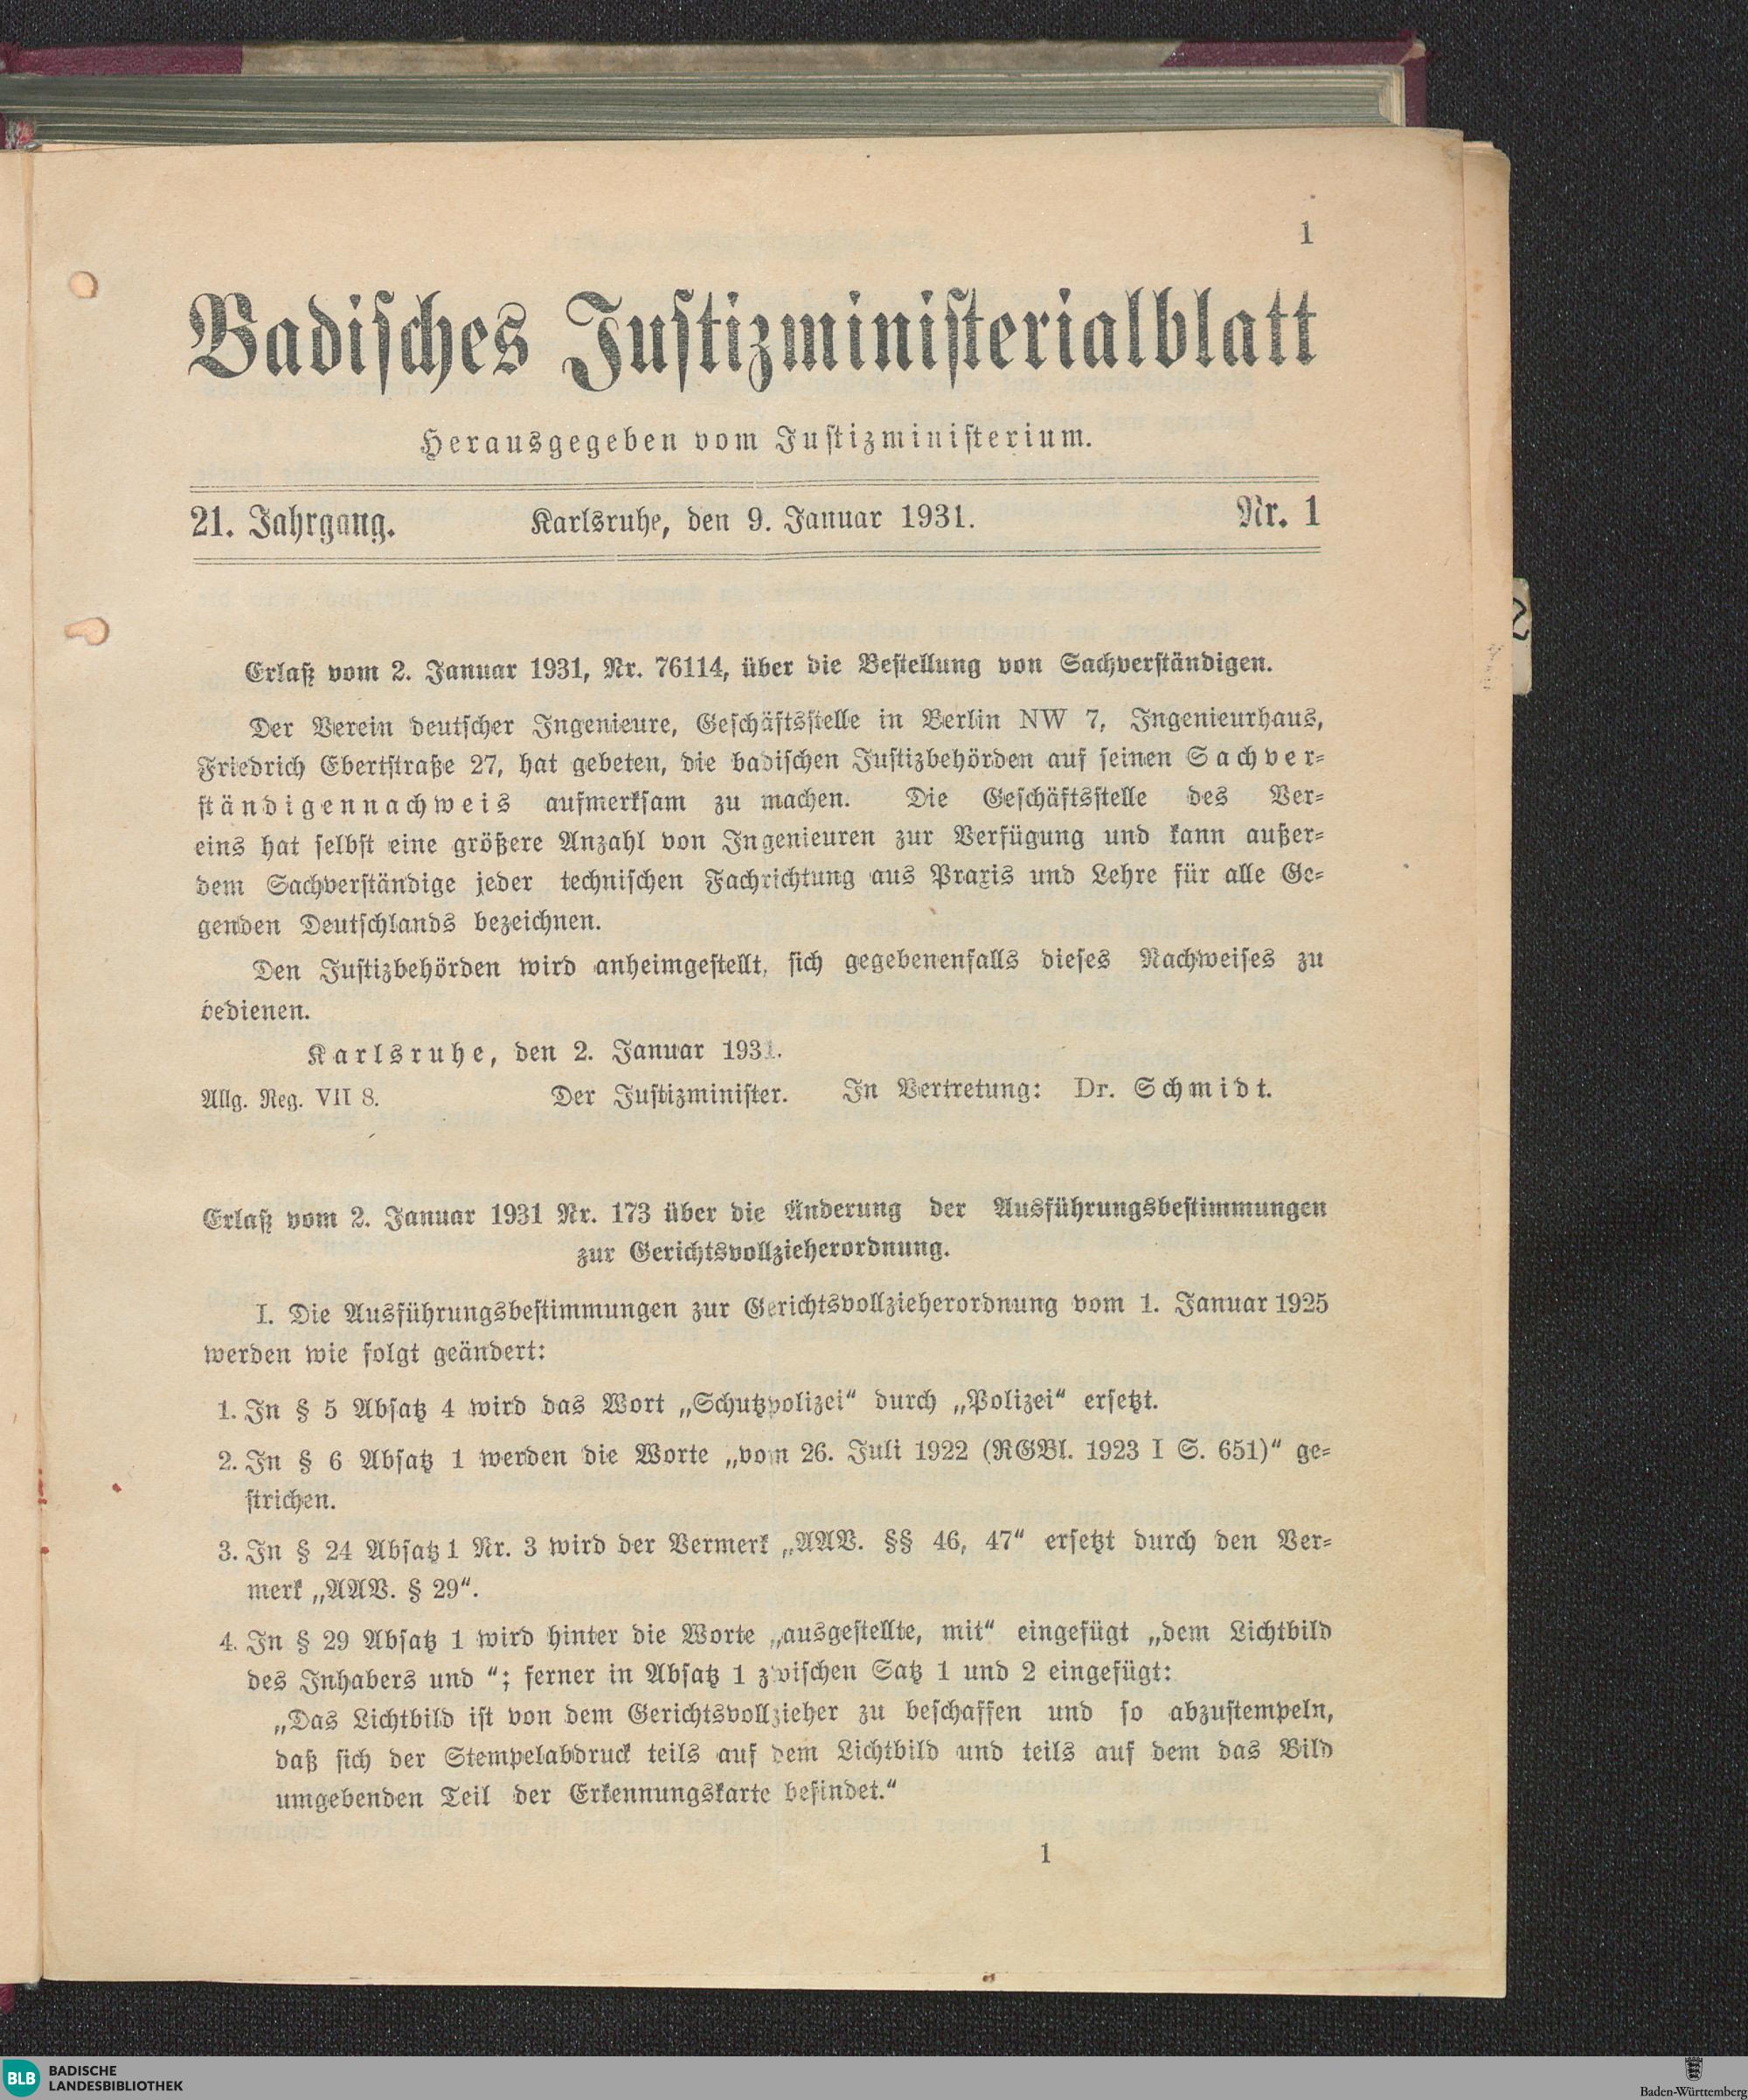 1
Badisches Justizministerialblatt
Herausgegeben vom Justizministerium.
21. Jahrgang. Karlsruhe, den 9. Januar 1931. Nr. 1
Erlaß vom 2. Januar 1931, Nr. 76114, über die Bestellung von Sachverständigen.
Der Verein deutscher Ingenieure, Geschäftsstelle in Berlin NW 7, Ingenieurhaus,
Friedrich Ebertstraße 27, hat gebeten, die badischen Justizbehörden auf seinen Sachver-
ständigennachweis aufmerksam zu machen. Die Geschäftsstelle des Ver-
eins hat selbst eine größere Anzahl von Ingenieuren zur Verfügung und kann außer-
dem Sachverständige jeder technischen Fachrichtung aus Praxis und Lehre für alle Ge-
genden Deutschlands bezeichnen.
Den Justizbehörden wird anheimgestellt, sich gegebenenfalls dieses Nachweises zu
bedienen.
Karlsruhe, den 2. Januar 1931.
Allg. Reg. VII 8. Der Justizminister. In Vertretung: Dr. Schmidt.
Erlaß vom 2. Januar 1931 Nr. 173 über die Änderung der Ausführungsbestimmungen
zur Gerichtsvollzieherordnung.
I. Die Ausführungsbestimmungen zur Gerichtsvollzieherordnung vom 1. Januar 1925
werden wie folgt geändert:
1. In § 5 Absatz 4 wird das Wort „Schutzpolizei“ durch „Polizei“ ersetzt.
2. In § 6 Absatz 1 werden die Worte „vom 26. Juli 1922 (RGBl. 1923 I S. 651)“ ge-
strichen.
3. In § 24 Absatz 1 Nr. 3 wird der Vermerk „AAV. §§ 46, 47“ ersetzt durch den Ver-
merk „AAV. § 29“.
4. In § 29 Absatz 1 wird hinter die Worte „ausgestellte, mit“ eingefügt „dem Lichtbild
des Inhabers und “; ferner in Absatz 1 zwischen Satz 1 und 2 eingefügt:
„Das Lichtbild ist von dem Gerichtsvollzieher zu beschaffen und so abzustempeln,
daß sich der Stempelabdruck teils auf dem Lichtbild und teils auf dem das Bild
umgebenden Teil der Erkennungskarte befindet.“
1
2
BLB BADISCHE
LANDESBIBLIOTHEK
Baden-Württemberg